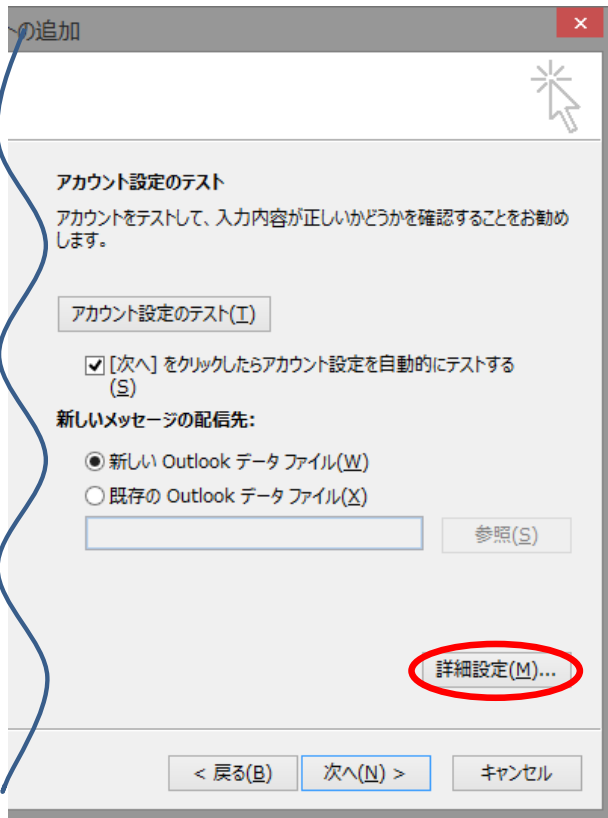 の追加
アカウント設定のテスト
アカウントをテストして、入力内容が正しいかどうかを確認することをお勧め
します。
アカウント設定のテスト(T)
[次へ] をクリックしたらアカウント設定を自動的にテストする
(S)
新しいメッセージの配信先:
新しい Outlook データ ファイル(W)
既存の Outlook データ ファイル(X)
参照(S)
詳細設定(M)...
< 戻る(B) 次へ(N) > キャンセル